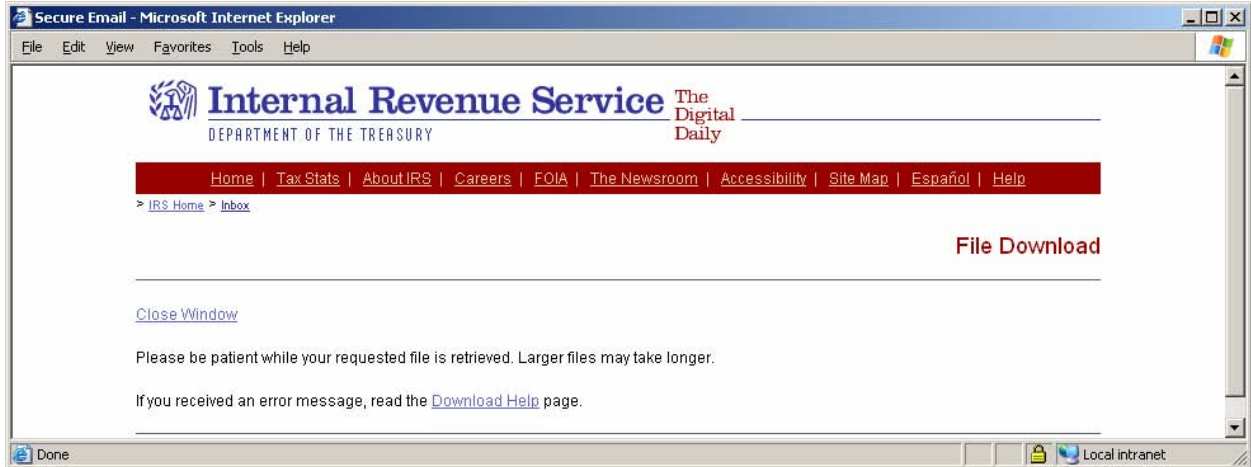 Secure Email - Microsoft Internet Explorer
File Edit View Favorites Tools Help
Internal Revenue Service The Digital Daily
DEPARTMENT OF THE TREASURY
Home | Tax Stats | About IRS | Careers | FOIA | The Newsroom | Accessibility | Site Map | Español | Help
> IRS Home > Inbox
File Download
Close Window
Please be patient while your requested file is retrieved. Larger files may take longer.
If you received an error message, read the Download Help page.
Done Local intranet